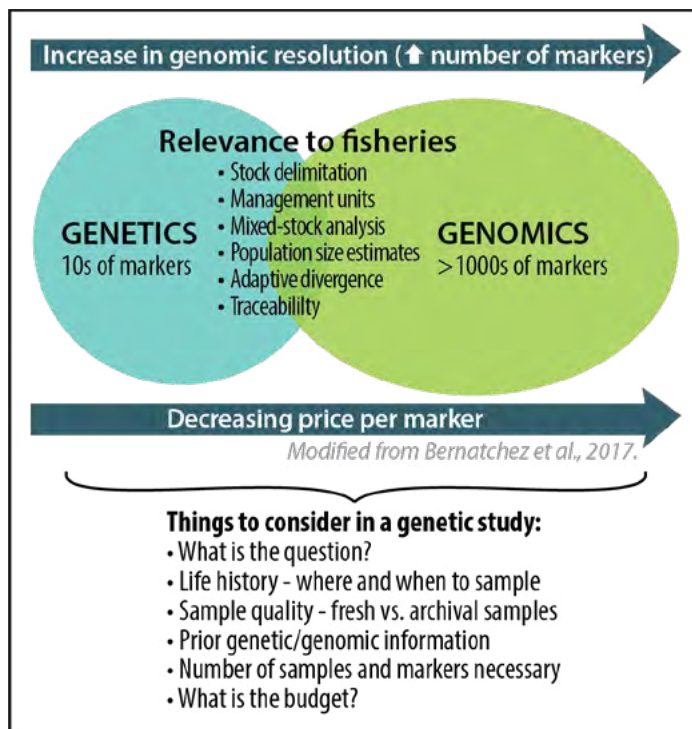 Increase in genomic resolution (⬆ number of markers)
Relevance to fisheries
• Stock delimitation
• Management units
• Mixed-stock analysis
• Population size estimates
• Adaptive divergence
• Traceabililty
GENETICS
10s of markers
GENOMICS
>1000s of markers
Decreasing price per marker
Modified from Bernatchez et al., 2017.
Things to consider in a genetic study:
• What is the question?
• Life history - where and when to sample
• Sample quality - fresh vs. archival samples
• Prior genetic/genomic information
• Number of samples and markers necessary
• What is the budget?